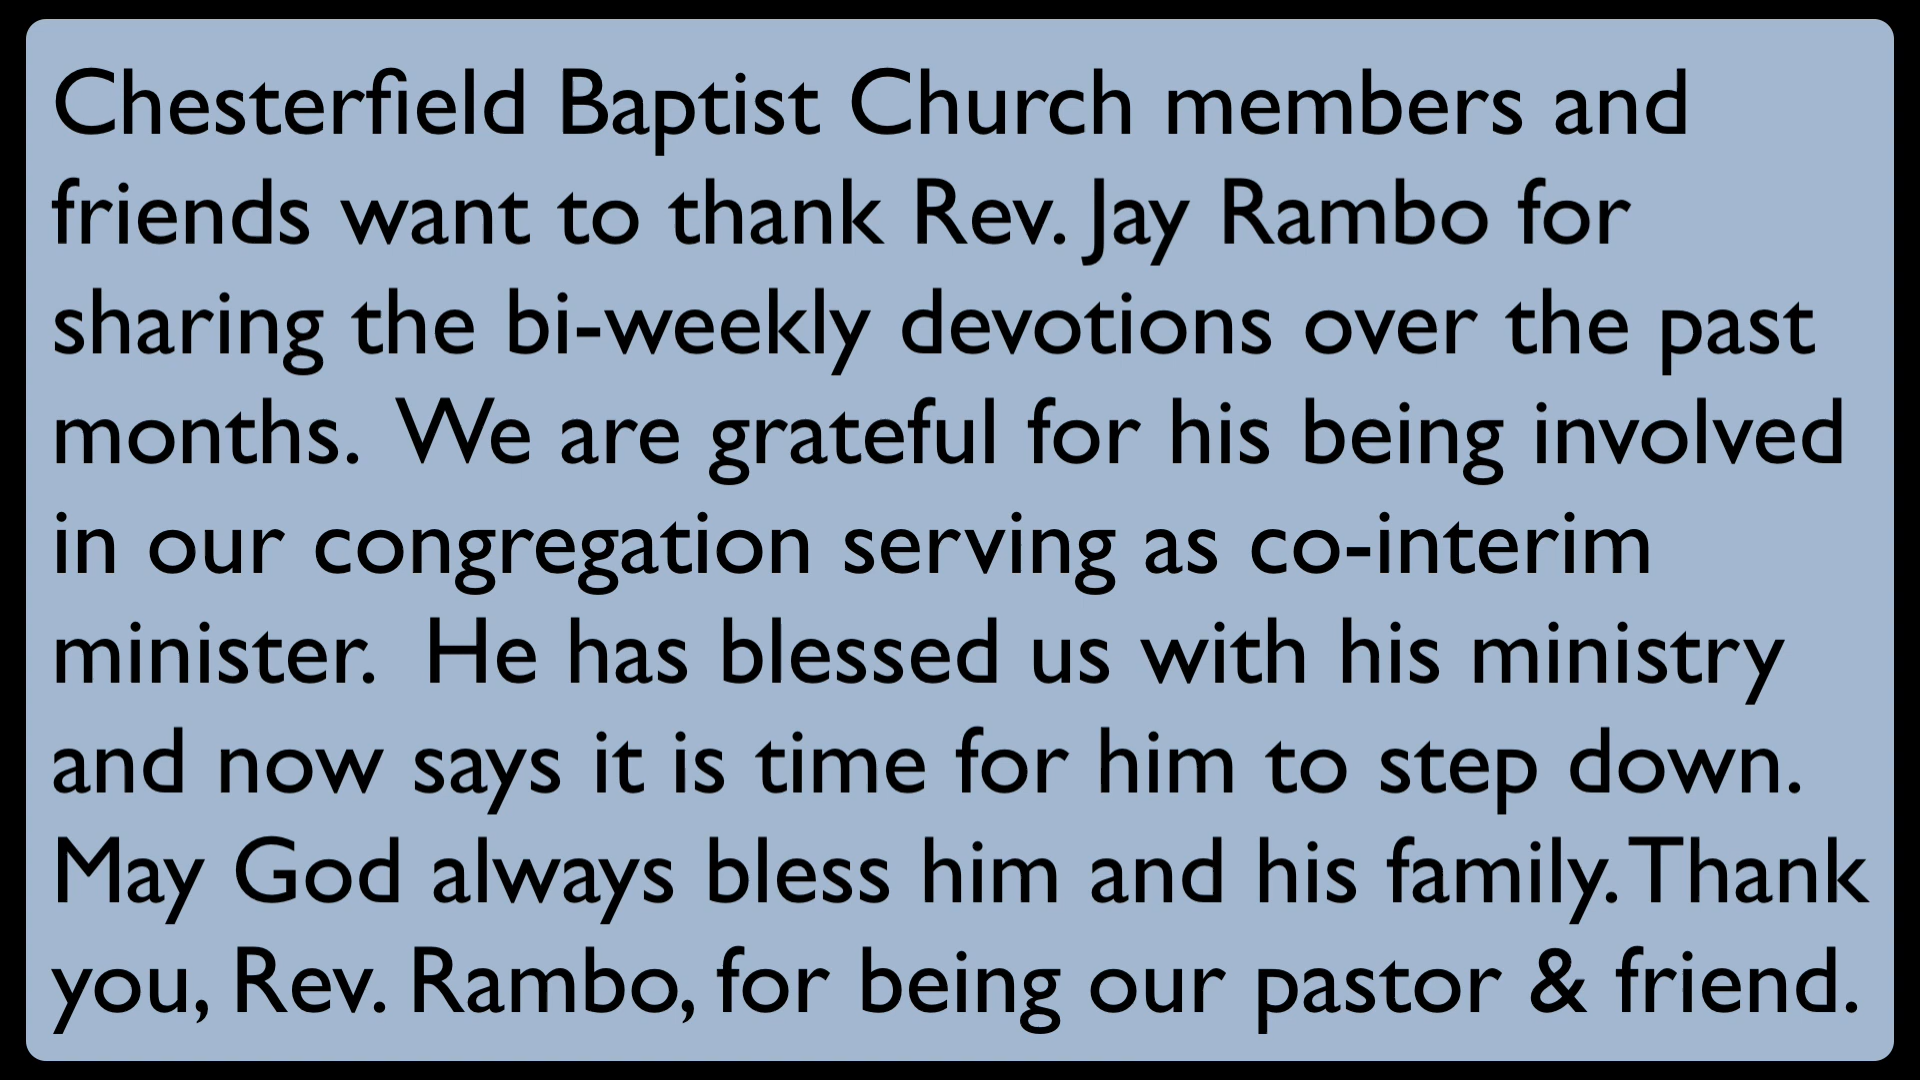 Chesterfield Baptist Church members and
friends want to thank Rev. Jay Rambo for
sharing the bi-weekly devotions over the past
months.  We are grateful for his being involved
in our congregation serving as co-interim
minister.  He has blessed us with his ministry
and now says it is time for him to step down.
May God always bless him and his family. Thank
you, Rev. Rambo, for being our pastor & friend.